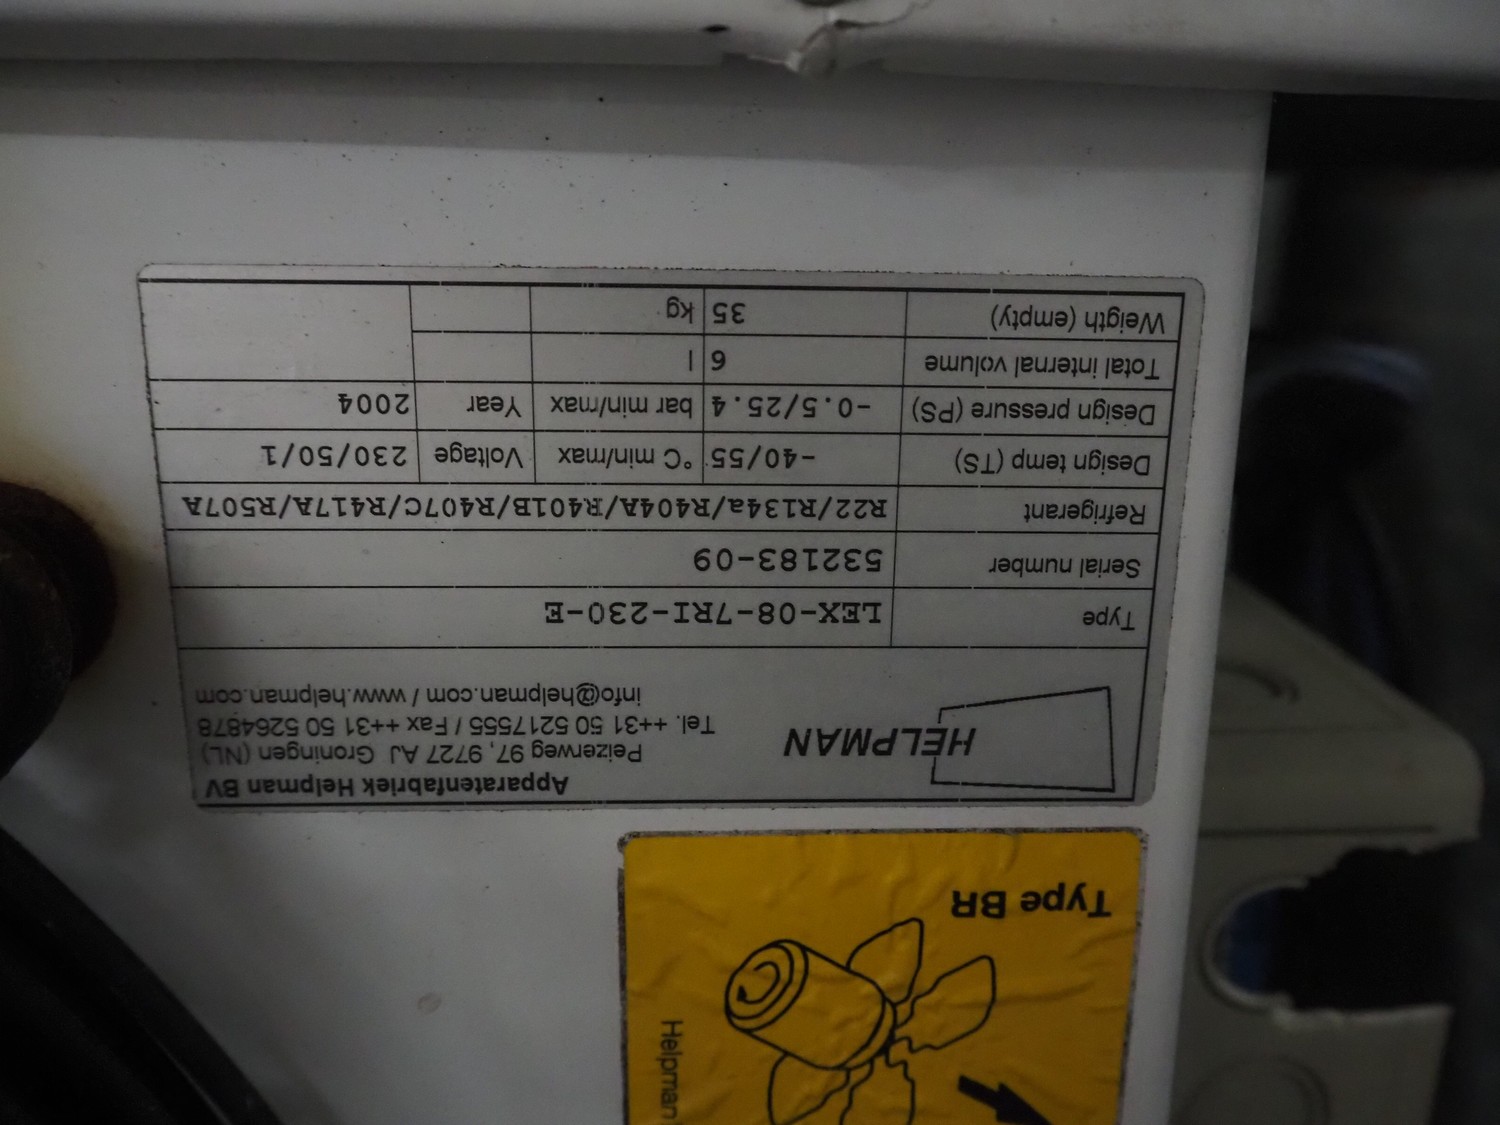 Apparatenfabriek Helpman BV
Peizerweg 97, 9727 AJ Groningen (NL)
HELPMAN
Tel. ++31 50 5217555 / Fax ++31 50 5264878
info@helpman.com / www.helpman.com
Type LEX-08-7RI-230-E
Serial number 532183-09
Refrigerant R22/R134a/R404A/R401B/R407C/R417A/R507A
Design temp (TS) -40/55 °C min/max Voltage 230/50/1
Design pressure (PS) -0.5/25.4 bar min/max Year 2004
Total internal volume 6 l
Weigth (empty) 35 kg
Type BR
Helpman